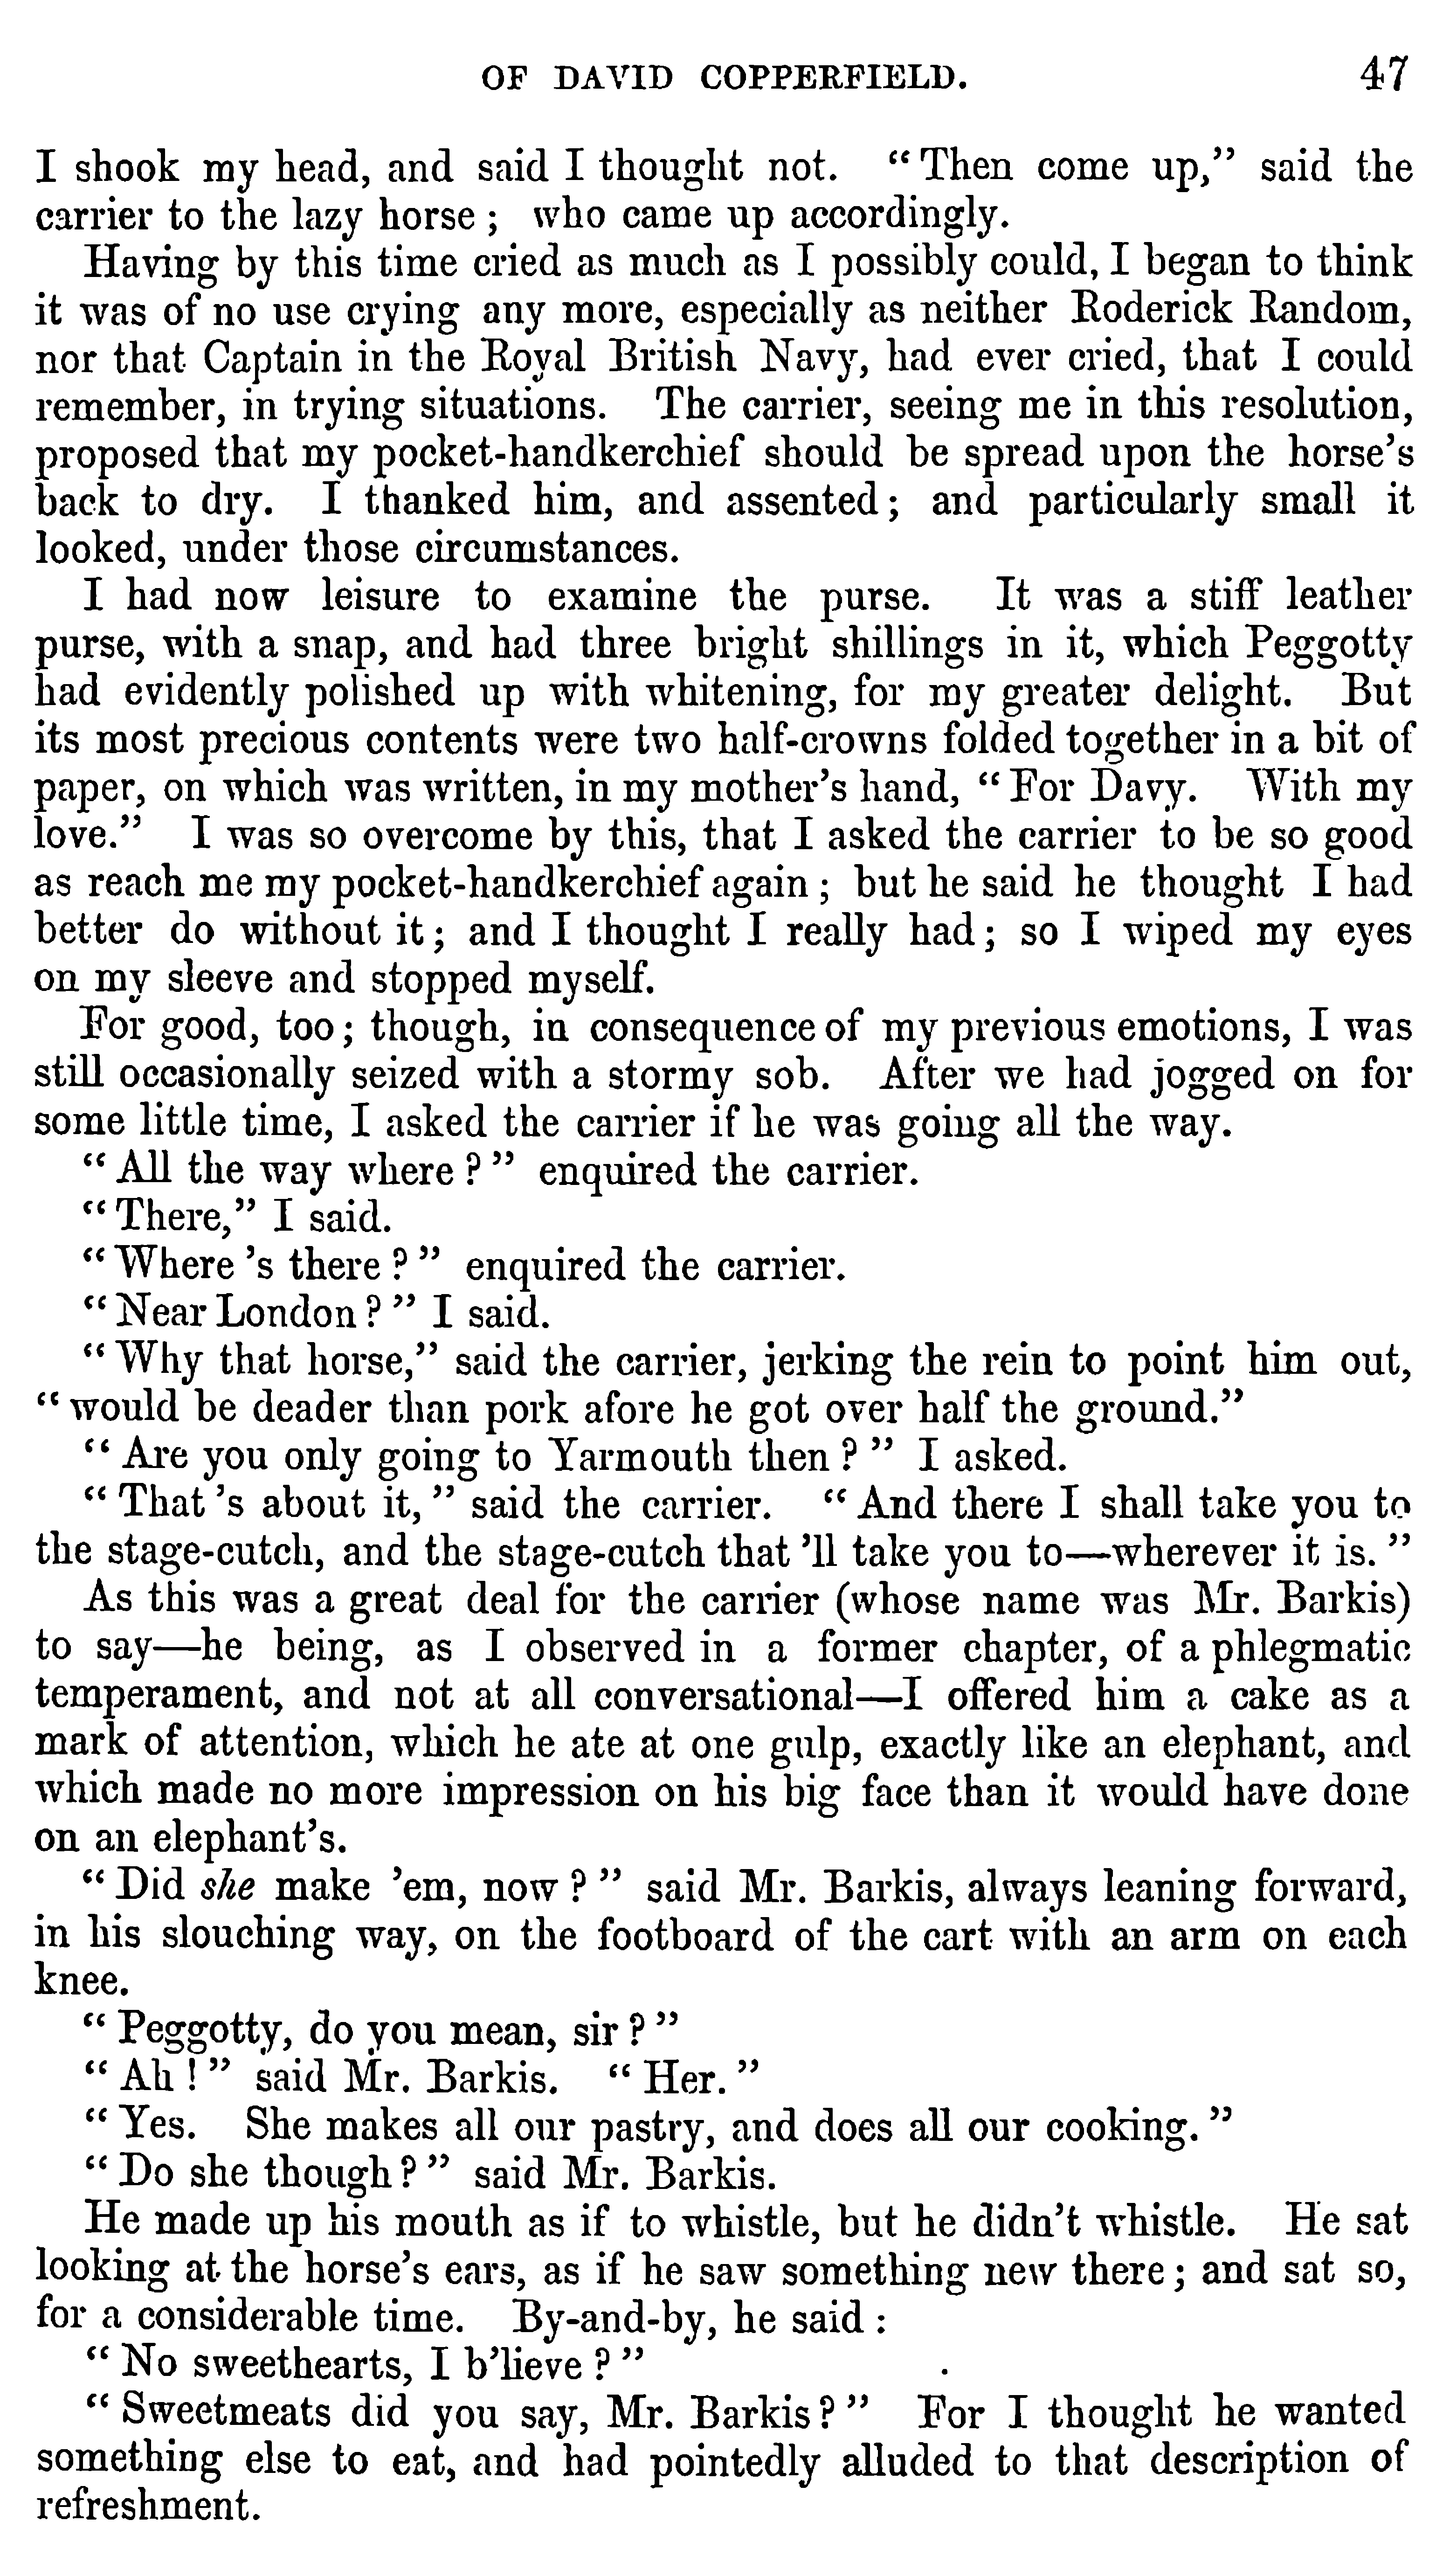 OF DAVID COPPERFIELD. 47
I shook my head, and said I thought not. “Then come up,” said the
carrier to the lazy horse; who came up accordingly.
Having by this time cried as much as I possibly could, I began to think
it was of no use crying any more, especially as neither Roderick Random,
nor that Captain in the Royal British Navy, had ever cried, that I could
remember, in trying situations. The carrier, seeing me in this resolution,
proposed that my pocket-handkerchief should be spread upon the horse’s
back to dry. I thanked him, and assented; and particularly small it
looked, under those circumstances.
I had now leisure to examine the purse. It was a stiff leather
purse, with a snap, and had three bright shillings in it, which Peggotty
had evidently polished up with whitening, for my greater delight. But
its most precious contents were two half-crowns folded together in a bit of
paper, on which was written, in my mother’s hand, “For Davy. With my
love.” I was so overcome by this, that I asked the carrier to be so good
as reach me my pocket-handkerchief again; but he said he thought I had
better do without it; and I thought I really had; so I wiped my eyes
on my sleeve and stopped myself.
For good, too; though, in consequence of my previous emotions, I was
still occasionally seized with a stormy sob. After we had jogged on for
some little time, I asked the carrier if he was going all the way.
“All the way where?” enquired the carrier.
“There,” I said.
“Where ’s there?” enquired the carrier.
“Near London?” I said.
“Why that horse,” said the carrier, jerking the rein to point him out,
“would be deader than pork afore he got over half the ground.”
“Are you only going to Yarmouth then?” I asked.
“That ’s about it,” said the carrier. “And there I shall take you to
the stage-cutch, and the stage-cutch that ’ll take you to—wherever it is.”
As this was a great deal for the carrier (whose name was Mr. Barkis)
to say—he being, as I observed in a former chapter, of a phlegmatic
temperament, and not at all conversational—I offered him a cake as a
mark of attention, which he ate at one gulp, exactly like an elephant, and
which made no more impression on his big face than it would have done
on an elephant’s.
“Did she make ’em, now?” said Mr. Barkis, always leaning forward,
in his slouching way, on the footboard of the cart with an arm on each
knee.
“Peggotty, do you mean, sir?”
“Ah!” said Mr. Barkis. “Her.”
“Yes. She makes all our pastry, and does all our cooking.”
“Do she though?” said Mr. Barkis.
He made up his mouth as if to whistle, but he didn’t whistle. He sat
looking at the horse’s ears, as if he saw something new there; and sat so,
for a considerable time. By-and-by, he said:
“No sweethearts, I b’lieve?”
“Sweetmeats did you say, Mr. Barkis?” For I thought he wanted
something else to eat, and had pointedly alluded to that description of
refreshment.